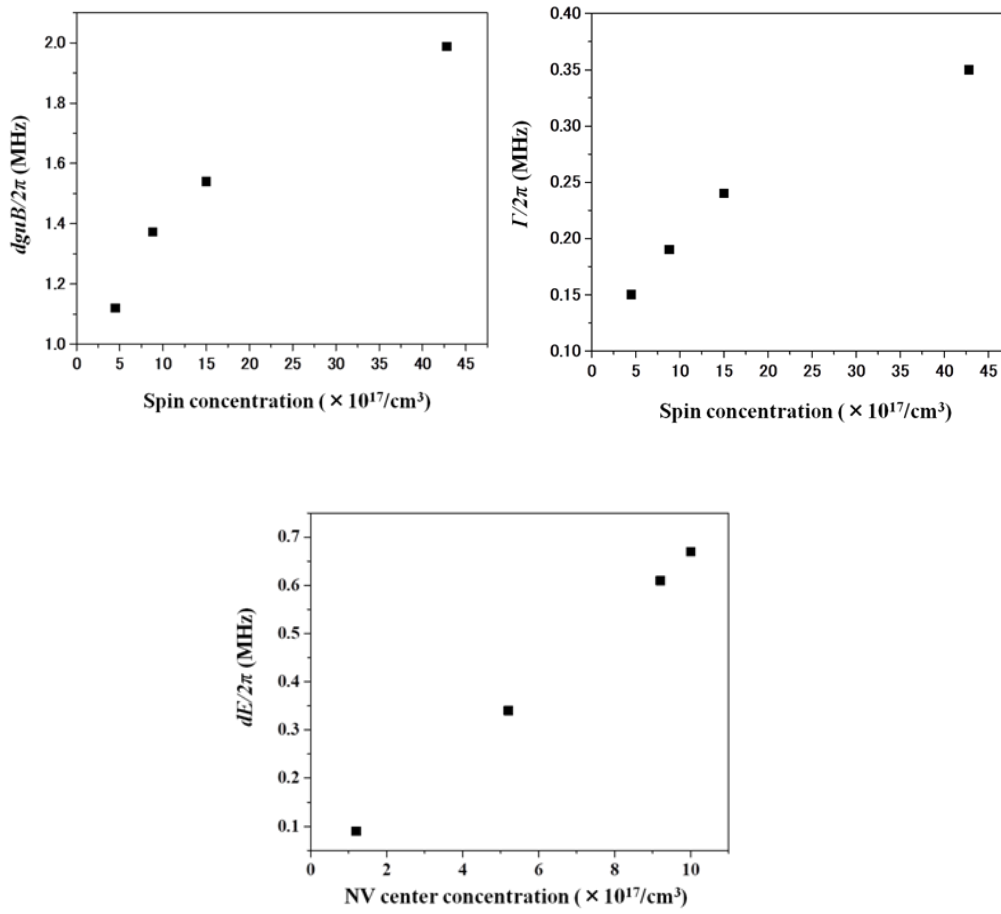 2.0
1.8
1.6
1.4
1.2
1.0
dguB/2π (MHz)
0 5 10 15 20 25 30 35 40 45
Spin concentration ( × 10¹⁷/cm³)
0.40
0.35
0.30
0.25
0.20
0.15
0.10
Γ/2π (MHz)
0 5 10 15 20 25 30 35 40 45
Spin concentration ( × 10¹⁷/cm³)
0.7
0.6
0.5
0.4
0.3
0.2
0.1
dE/2π (MHz)
0 2 4 6 8 10
NV center concentration ( × 10¹⁷/cm³)